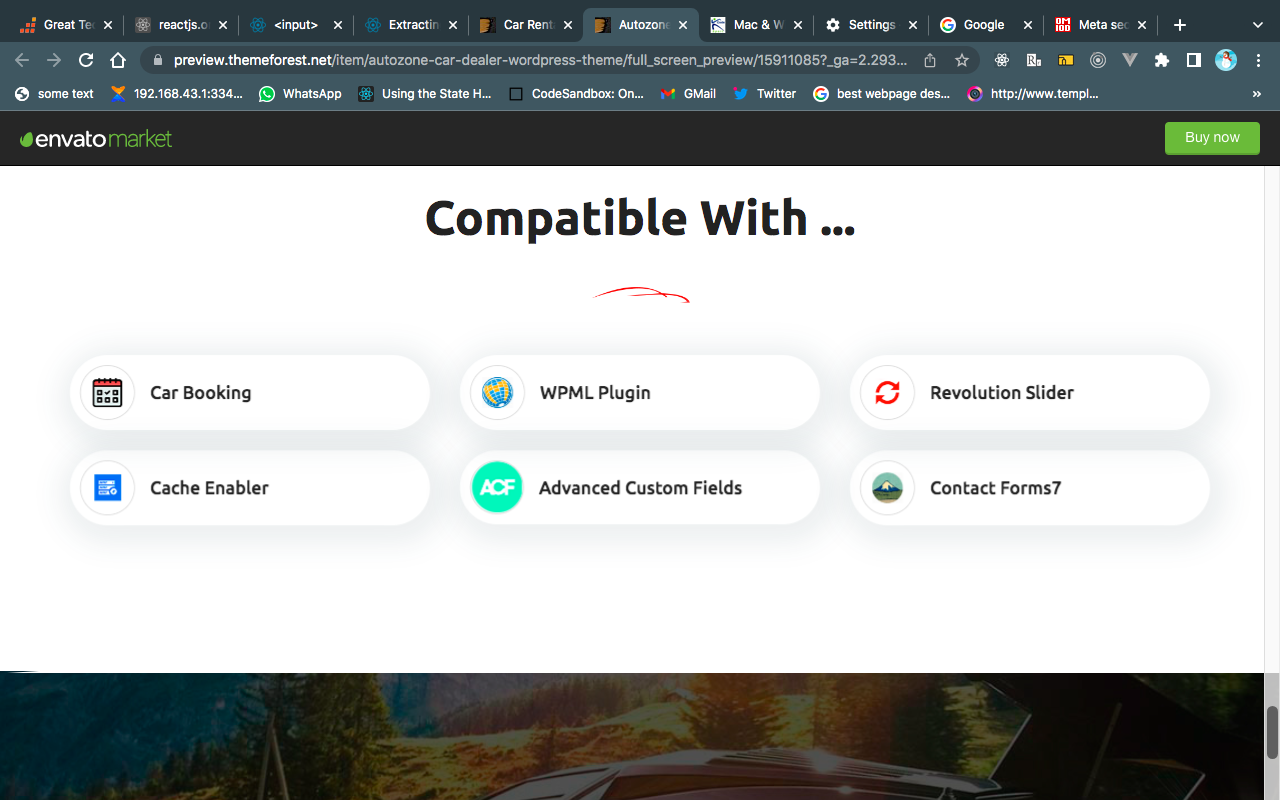 Great Tec
reactjs.o
<input>
Extractin
Car Renta
Autozone
Mac & W
Settings
Google
Meta sec
preview.themeforest.net/item/autozone-car-dealer-wordpress-theme/full_screen_preview/15911085?_ga=2.293...
some text
192.168.43.1:334...
WhatsApp
Using the State H...
CodeSandbox: On...
GMail
Twitter
best webpage des...
http://www.templ...
»
envato market
Buy now
Compatible With ...
Car Booking
WPML Plugin
Revolution Slider
Cache Enabler
ACF
Advanced Custom Fields
Contact Forms7